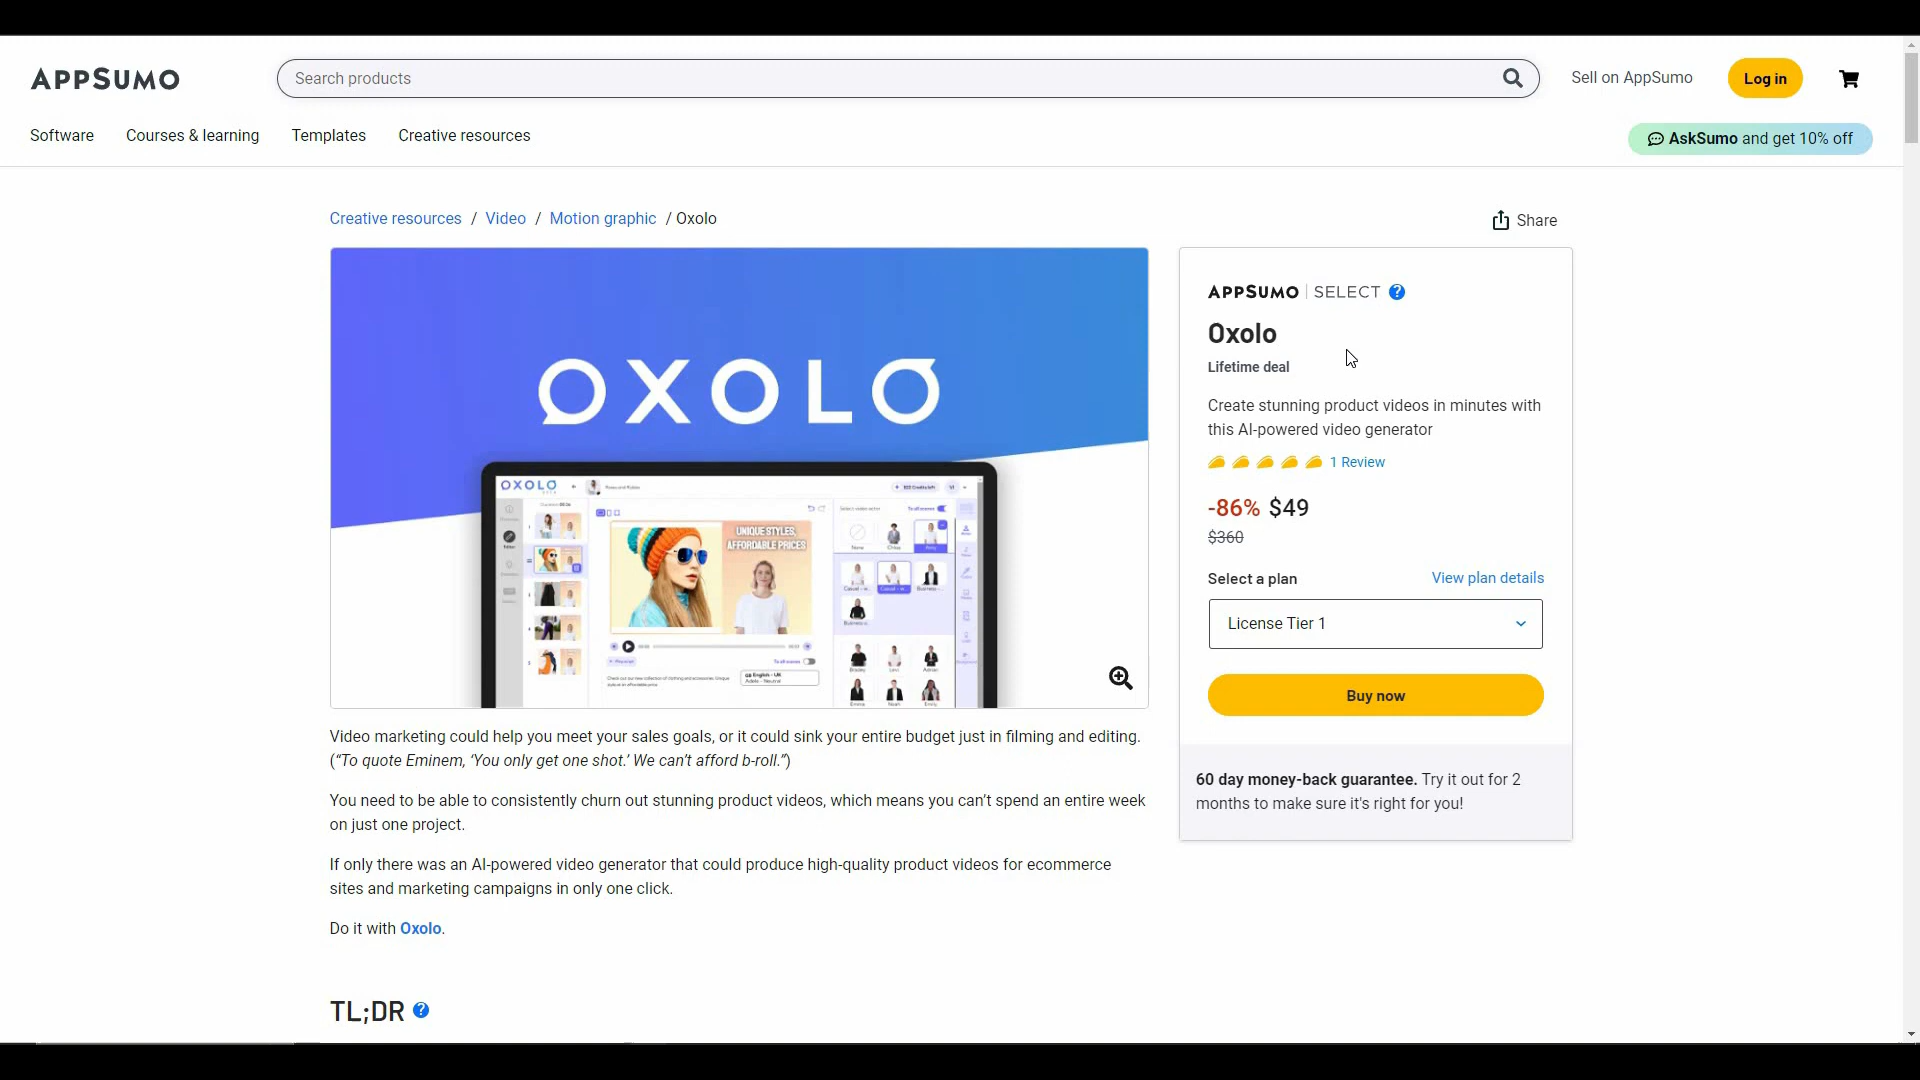 APPSUMO
Search products
Sell on AppSumo
Log in
Software
Courses & learning
Templates
Creative resources
AskSumo and get 10% off
Creative resources / Video / Motion graphic / Oxolo
Share
OXOLO
OXOLO
UNIQUE STYLES,
AFFORDABLE PRICES
APPSUMO | SELECT ?
Oxolo
Lifetime deal
Create stunning product videos in minutes with
this AI-powered video generator
1 Review
-86% $49
$360
Select a plan
View plan details
License Tier 1
Buy now
60 day money-back guarantee. Try it out for 2
months to make sure it's right for you!
Video marketing could help you meet your sales goals, or it could sink your entire budget just in filming and editing.
(“To quote Eminem, ‘You only get one shot.’ We can’t afford b-roll.”)
You need to be able to consistently churn out stunning product videos, which means you can’t spend an entire week
on just one project.
If only there was an AI-powered video generator that could produce high-quality product videos for ecommerce
sites and marketing campaigns in only one click.
Do it with Oxolo.
TL;DR ?